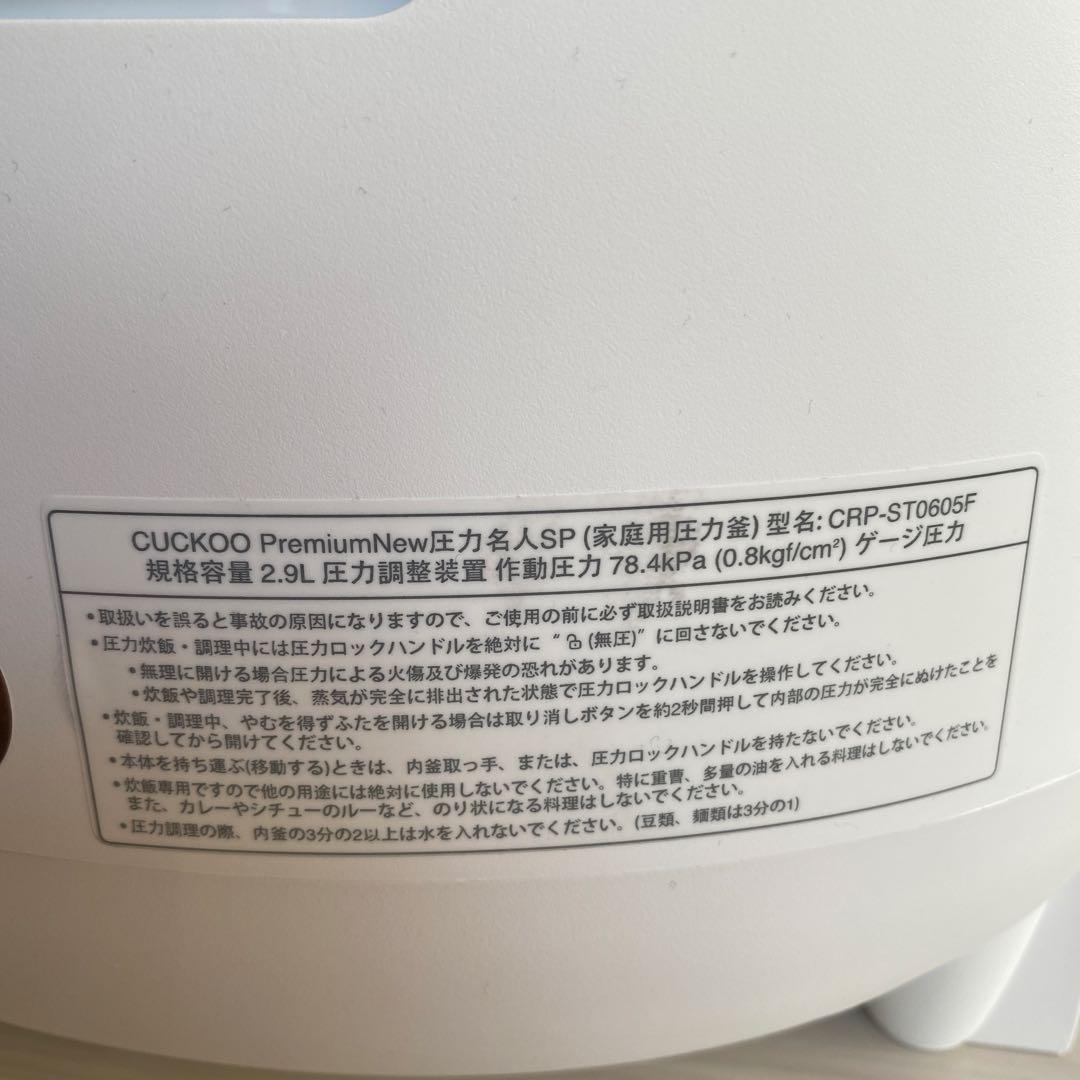 CUCKOO PremiumNew圧力名人SP (家庭用圧力釜) 型名: CRP-ST0605F
規格容量 2.9L 圧力調整装置 作動圧力 78.4kPa (0.8kgf/cm²) ゲージ圧力
•取扱いを誤ると事故の原因になりますので、ご使用の前に必ず取扱説明書をお読みください。
•圧力炊飯・調理中には圧力ロックハンドルを絶対に“ (無圧)”に回さないでください。
•無理に開ける場合圧力による火傷及び爆発の恐れがあります。
•炊飯や調理完了後、蒸気が完全に排出された状態で圧力ロックハンドルを操作してください。
•炊飯・調理中、やむを得ずふたを開ける場合は取り消しボタンを約2秒間押して内部の圧力が完全にぬけたことを
確認してから開けてください。
•本体を持ち運ぶ(移動する)ときは、内釜取っ手、または、圧力ロックハンドルを持たないでください。
•炊飯専用ですので他の用途には絶対に使用しないでください。特に重曹、多量の油を入れる料理はしないでください。
また、カレーやシチューのルーなど、のり状になる料理はしないでください。
•圧力調理の際、内釜の3分の2以上は水を入れないでください。(豆類、麺類は3分の1)